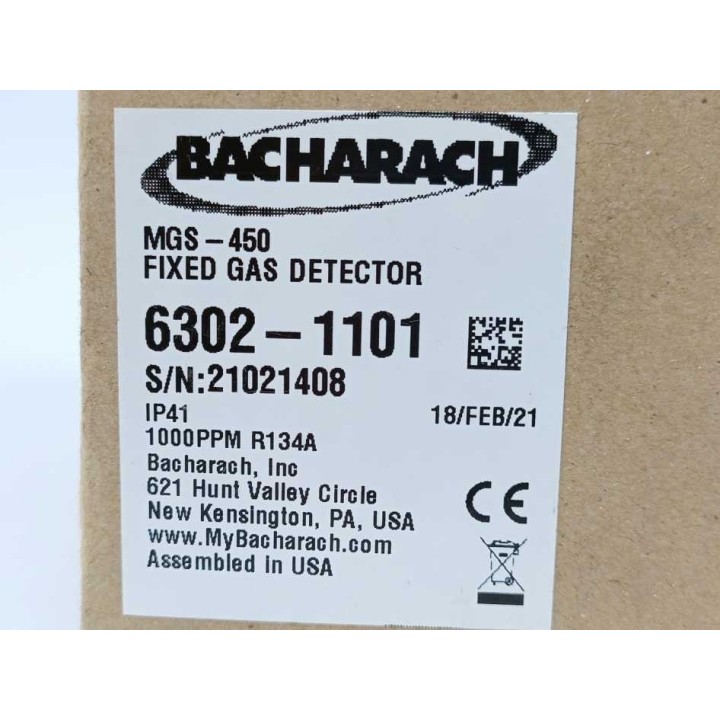 BACHARACH
MGS-450
FIXED GAS DETECTOR
6302-1101
S/N:21021408
IP41
18/FEB/21
1000PPM R134A
Bacharach, Inc
621 Hunt Valley Circle
New Kensington, PA, USA
www.MyBacharach.com
Assembled in USA
CE